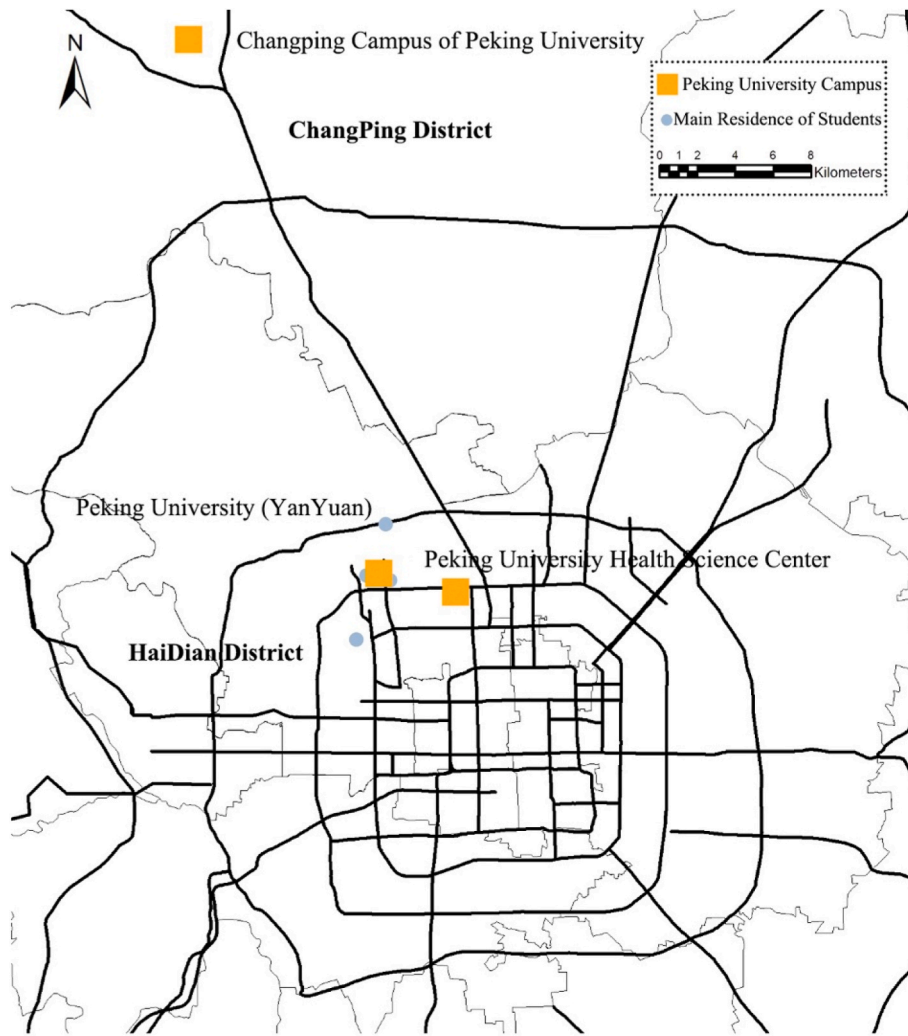 N
Changping Campus of Peking University
Peking University Campus
Main Residence of Students
0 1 2 4 6 8
Kilometers
ChangPing District
Peking University (YanYuan)
Peking University Health Science Center
HaiDian District